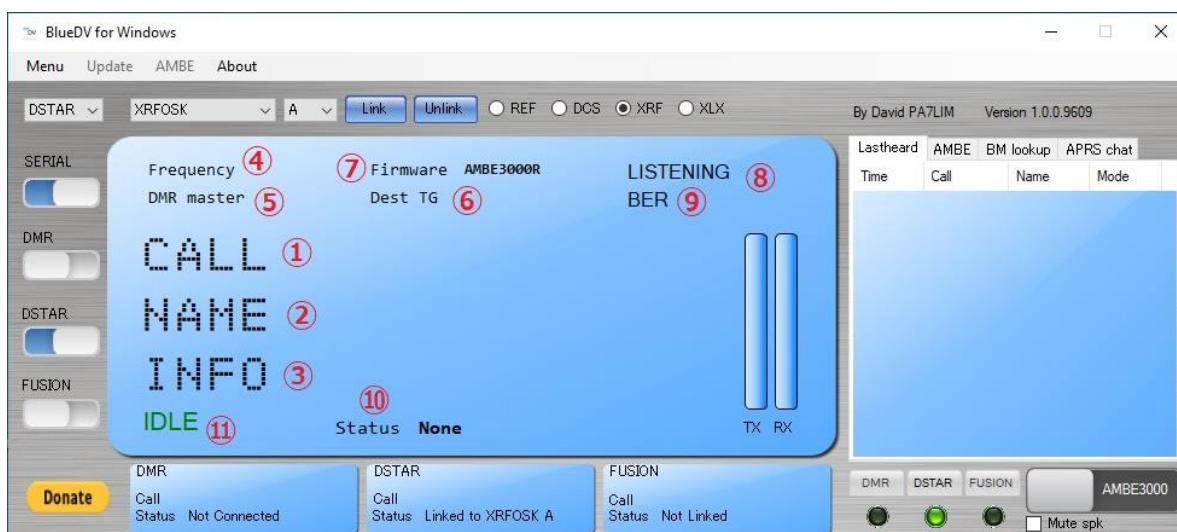 BlueDV for Windows
Menu Update AMBE About
DSTAR XRFOSK A Link Unlink REF DCS XRF XLX By David PA7LIM Version 1.0.0.9609
SERIAL
DMR
DSTAR
FUSION
Frequency ④ ⑦ Firmware AMBE3000R LISTENING ⑧
DMR master ⑤ Dest TG ⑥ BER ⑨
CALL ①
NAME ②
INFO ③
⑩
IDLE ⑪ Status None TX RX
Lastheard AMBE BM lookup APRS chat
Time Call Name Mode
Donate
DMR
Call
Status Not Connected
DSTAR
Call
Status Linked to XRFOSK A
FUSION
Call
Status Not Linked
DMR DSTAR FUSION AMBE3000
Mute spk